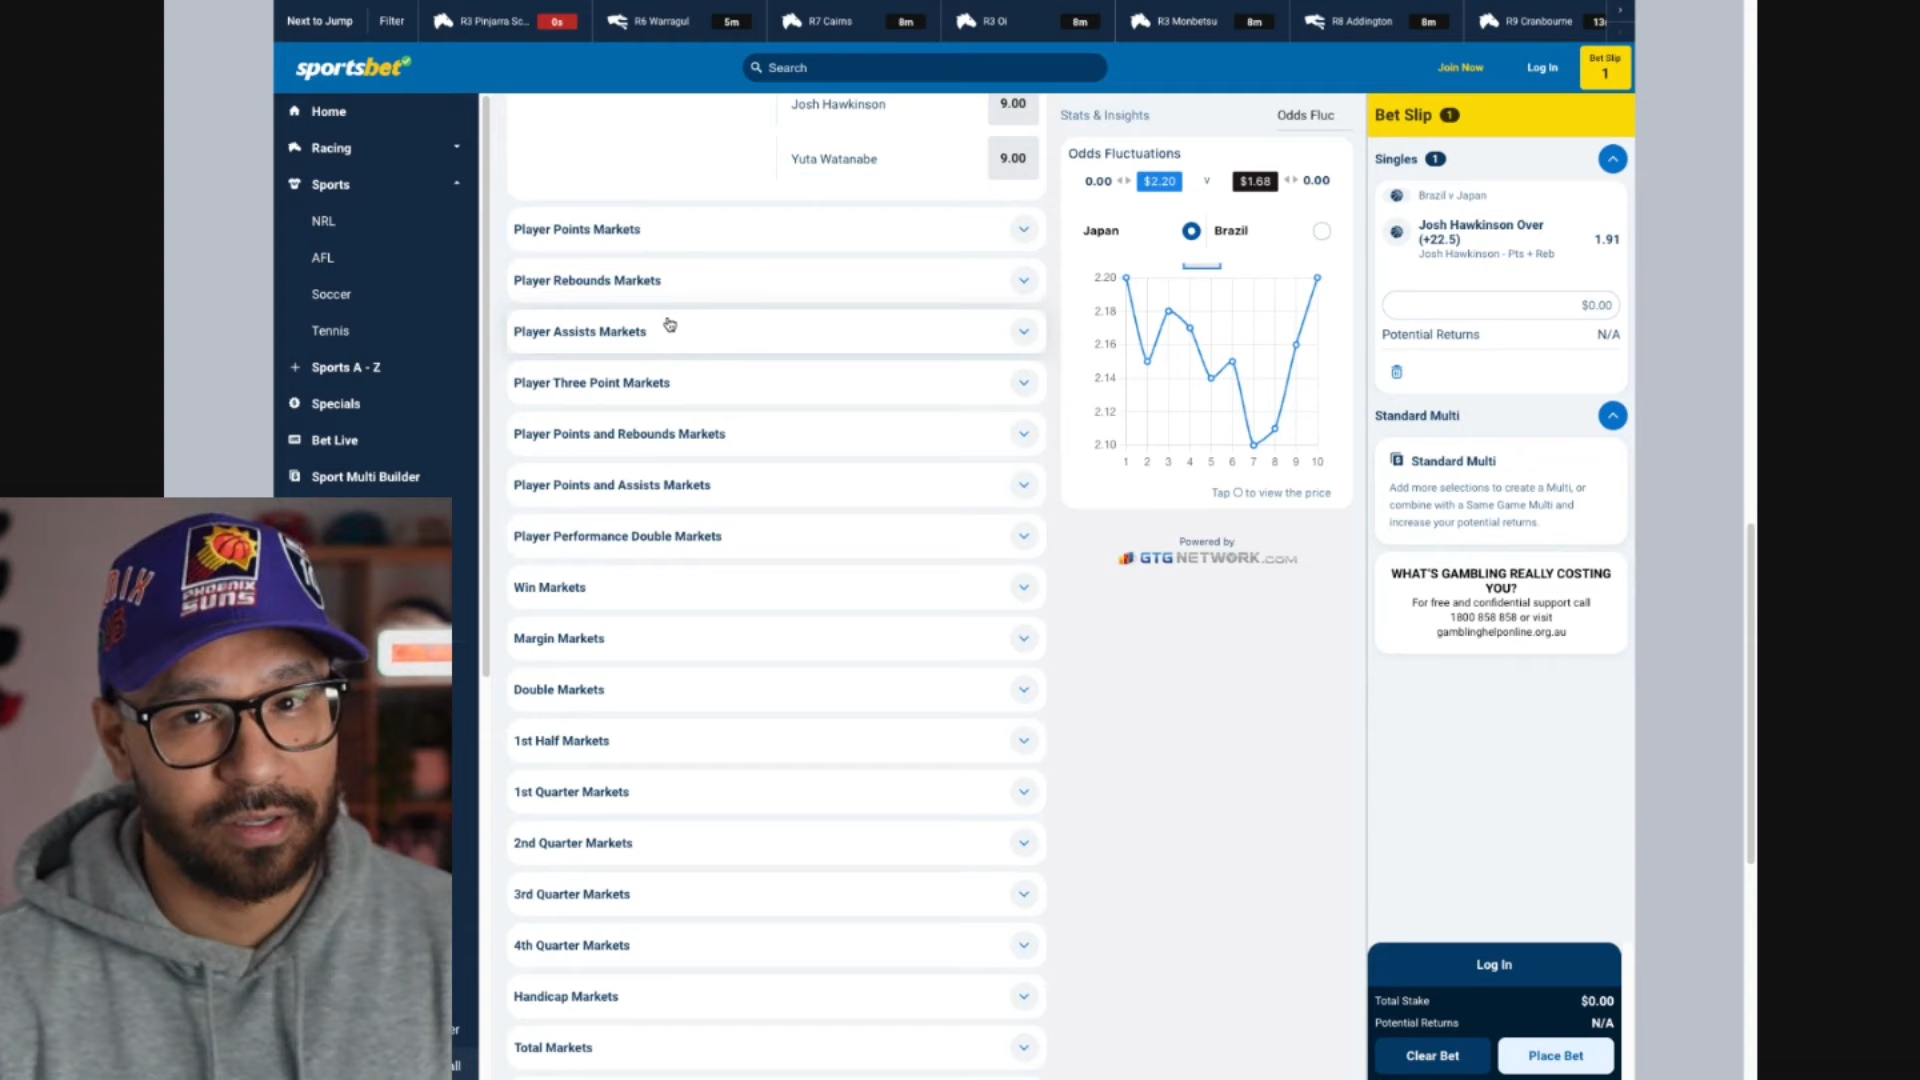 Next to Jump
Filter
R3 Pinjarra Sc...
0s
R6 Warragul
5m
R7 Cairns
8m
R3 Oi
8m
R3 Monbetsu
8m
R8 Addington
8m
R9 Cranbourne
sportsbet
Search
Join Now
Log In
Bet Slip
1
Home
Racing
Sports
NRL
AFL
Soccer
Tennis
Sports A - Z
Specials
Bet Live
Sport Multi Builder
Josh Hawkinson
9.00
Yuta Watanabe
9.00
Player Points Markets
Player Rebounds Markets
Player Assists Markets
Player Three Point Markets
Player Points and Rebounds Markets
Player Points and Assists Markets
Player Performance Double Markets
Win Markets
Margin Markets
Double Markets
1st Half Markets
1st Quarter Markets
2nd Quarter Markets
3rd Quarter Markets
4th Quarter Markets
Handicap Markets
Total Markets
Stats & Insights
Odds Fluc
Odds Fluctuations
0.00
$2.20
v
$1.68
0.00
Japan
Brazil
2.20
2.18
2.16
2.14
2.12
2.10
1 2 3 4 5 6 7 8 9 10
Tap O to view the price
Powered by
GTG NETWORK.COM
Bet Slip 1
Singles 1
Brazil v Japan
Josh Hawkinson Over
(+22.5)
1.91
Josh Hawkinson - Pts + Reb
$0.00
Potential Returns
N/A
Standard Multi
Standard Multi
Add more selections to create a Multi, or
combine with a Same Game Multi and
increase your potential returns.
WHAT'S GAMBLING REALLY COSTING
YOU?
For free and confidential support call
1800 858 858 or visit
gamblinghelponline.org.au
Log In
Total Stake
$0.00
Potential Returns
N/A
Clear Bet
Place Bet
PHOENIX
SUNS